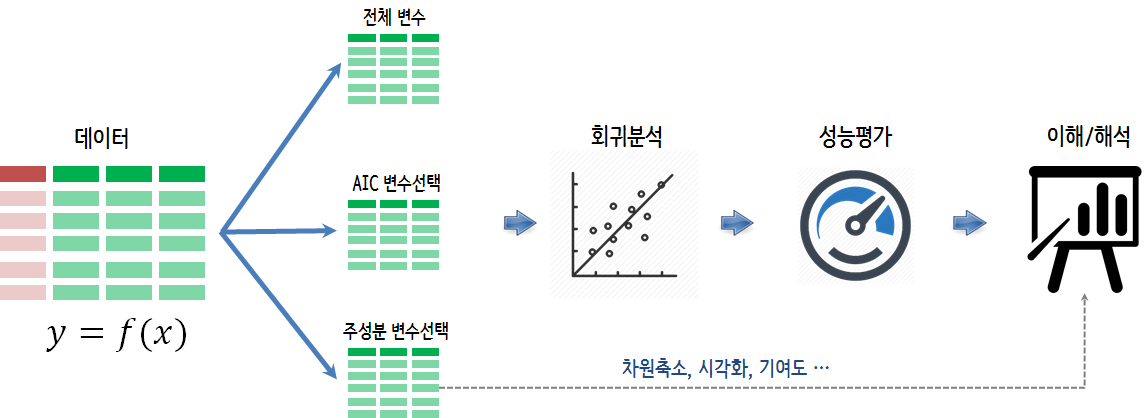 전체 변수
데이터
AIC 변수선택
회귀분석
성능평가
이해/해석
y = f(x)
주성분 변수선택
차원축소, 시각화, 기여도 …